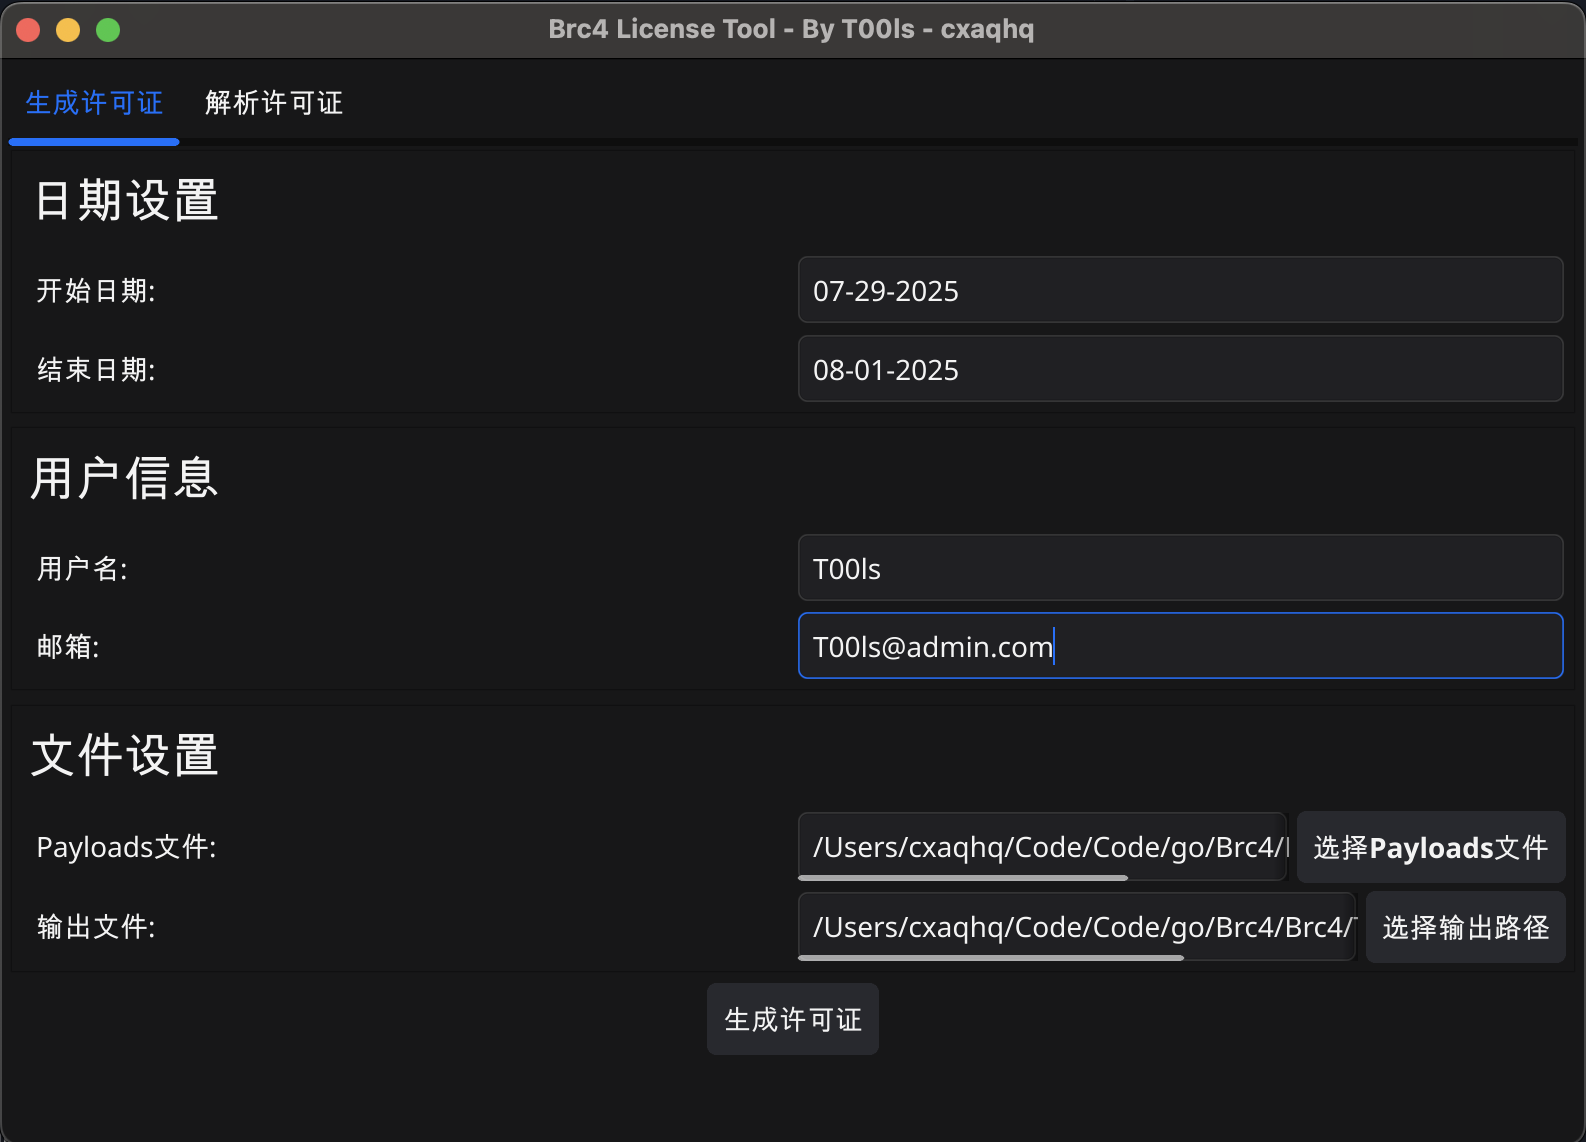 Brc4 License Tool - By T00ls - cxaqhq
生成许可证 解析许可证
日期设置
开始日期: 07-29-2025
结束日期: 08-01-2025
用户信息
用户名: T00ls
邮箱: T00ls@admin.com
文件设置
Payloads文件: /Users/cxaqhq/Code/Code/go/Brc4/ 选择Payloads文件
输出文件: /Users/cxaqhq/Code/Code/go/Brc4/Brc4/ 选择输出路径
生成许可证